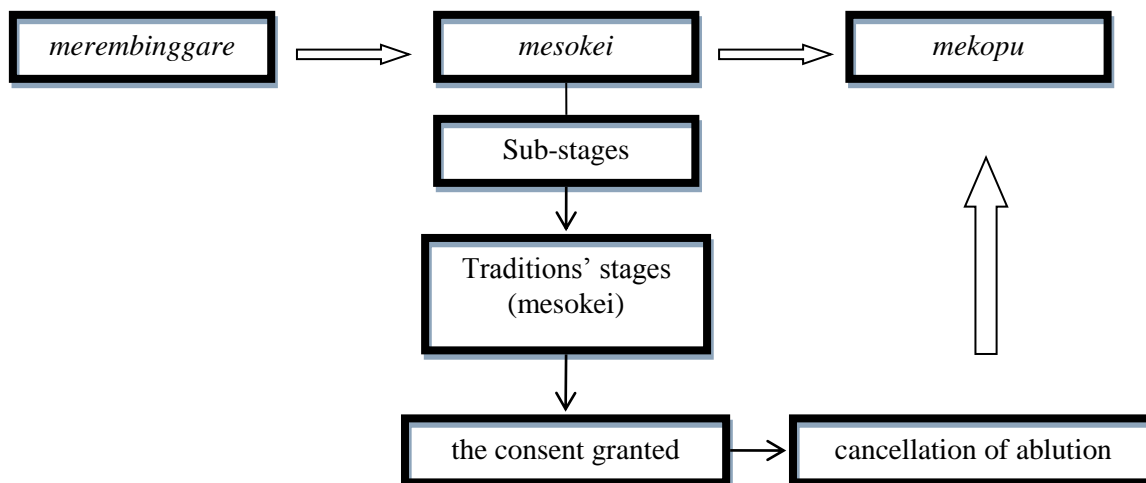 merembinggare
mesokei
mekopu
Sub-stages
Traditions’ stages
(mesokei)
the consent granted
cancellation of ablution